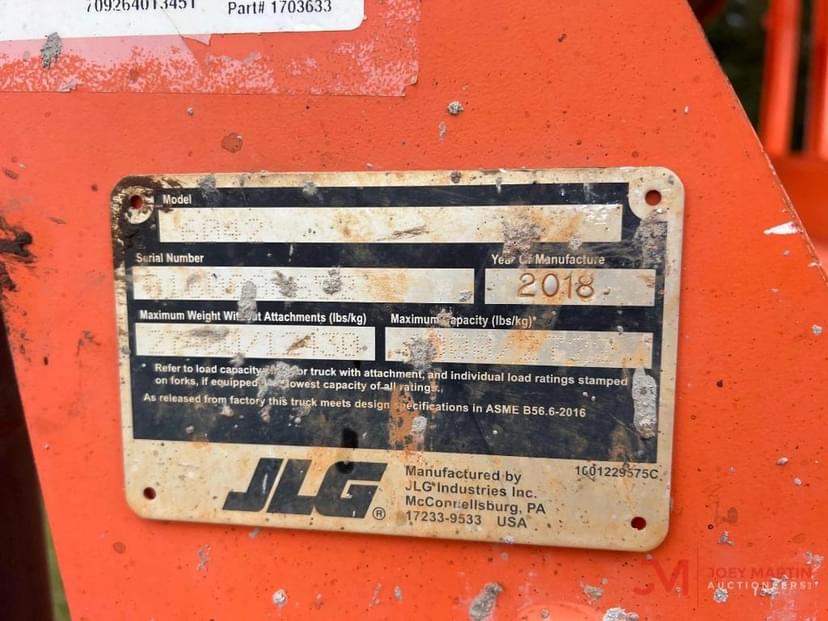 709264013451 Part# 1703633
Model
Serial Number
Year Of Manufacture
2018
Maximum Weight Without Attachments (lbs/kg)
Maximum Capacity (lbs/kg)*
* Refer to load capacity or truck with attachment, and individual load ratings stamped
on forks, if equipped lowest capacity of all ratings.
As released from factory this truck meets design specifications in ASME B56.6-2016
JLG®
Manufactured by
JLG® Industries Inc.
McConnellsburg, PA
17233-9533 USA
1001229575C
JM JOEY MARTIN
AUCTIONEERS